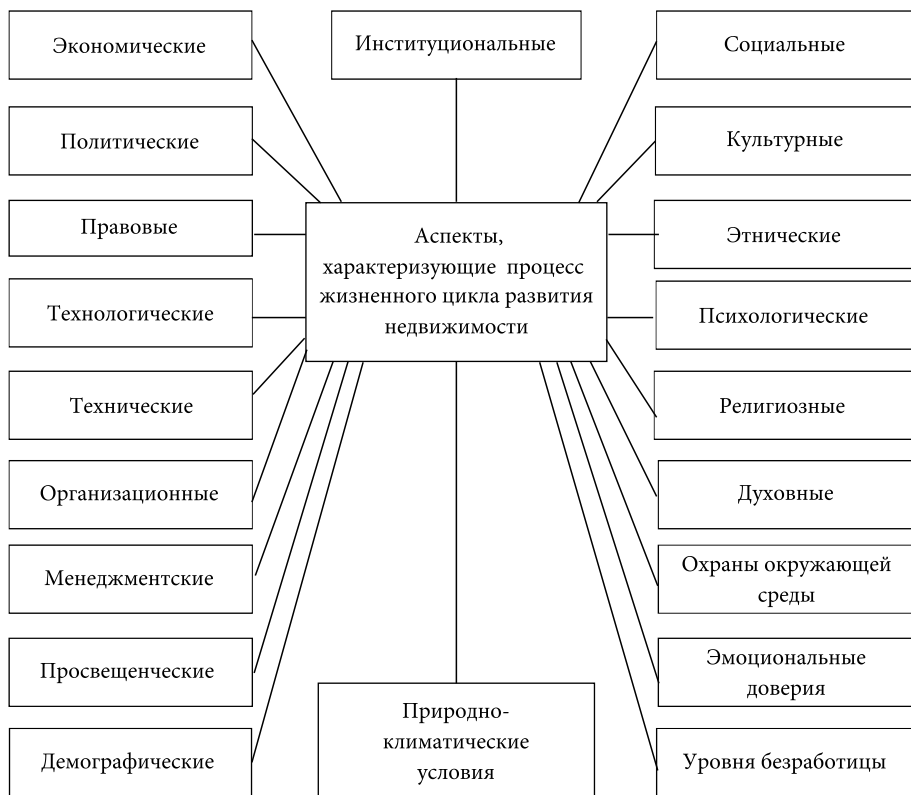 Экономические
Институциональные
Социальные
Политические
Культурные
Правовые
Аспекты,
характеризующие процесс
жизненного цикла развития
недвижимости
Этнические
Технологические
Психологические
Технические
Религиозные
Организационные
Духовные
Менеджментские
Охраны окружающей
среды
Просвещенческие
Эмоциональные
доверия
Природно-
климатические
условия
Демографические
Уровня безработицы